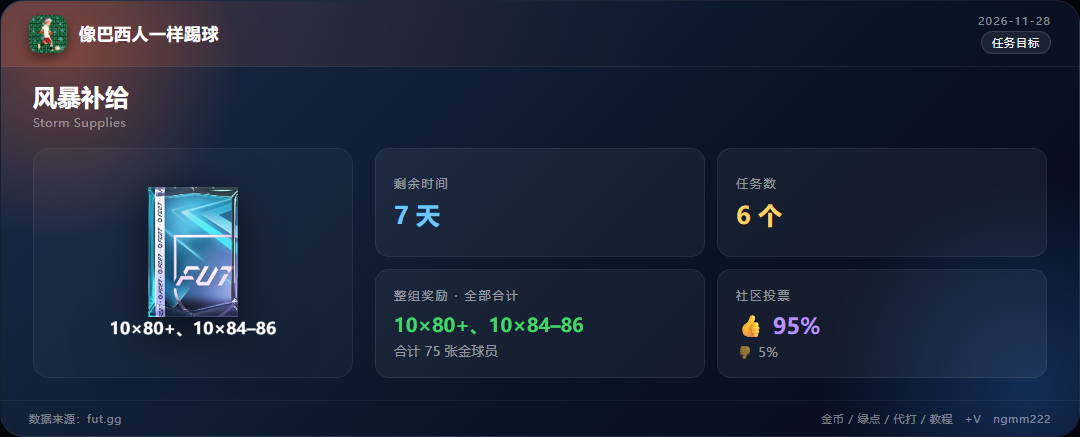 像巴西人一样踢球
2026-11-28
任务目标
风暴补给
Storm Supplies
FUT
10×80+、10×84–86
剩余时间
7 天
任务数
6 个
整组奖励 · 全部合计
10×80+、10×84–86
合计 75 张金球员
社区投票
👍 95%
👎 5%
数据来源：fut.gg
金币 / 绿点 / 代打 / 教程 +V ngmm222